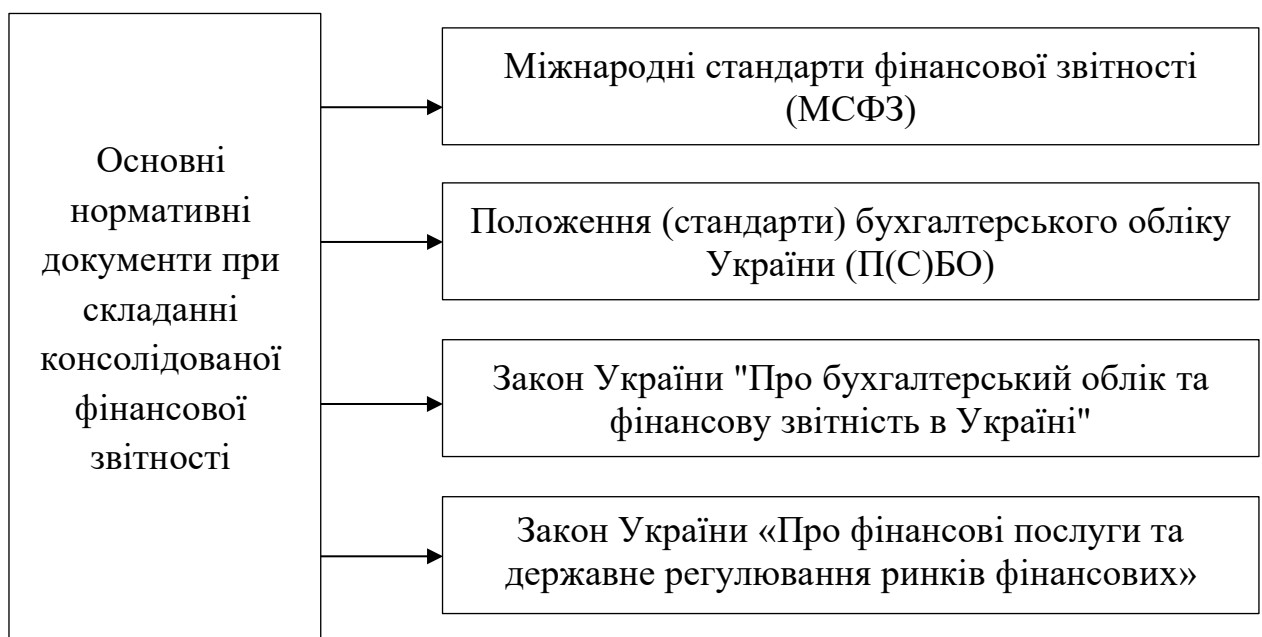 Основні
нормативні
документи при
складанні
консолідованої
фінансової
звітності
Міжнародні стандарти фінансової звітності
(МСФЗ)
Положення (стандарти) бухгалтерського обліку
України (П(С)БО)
Закон України "Про бухгалтерський облік та
фінансову звітність в Україні"
Закон України «Про фінансові послуги та
державне регулювання ринків фінансових»